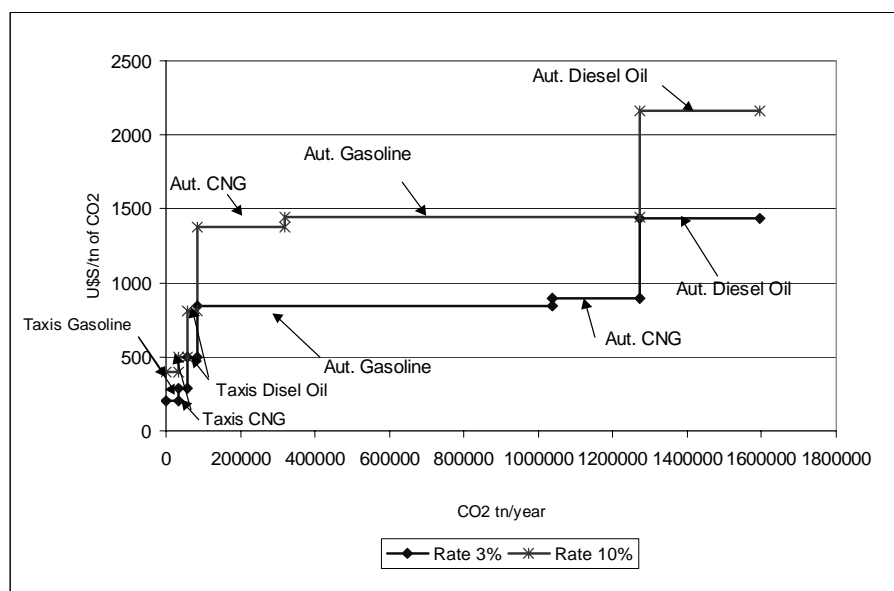 2500
2000
1500
1000
500
0
U$S/tn of CO2
Aut. Diesel Oil
Aut. Gasoline
Aut. CNG
Aut. Diesel Oil
Taxis Gasoline
Aut. CNG
Aut. Gasoline
Taxis Disel Oil
Taxis CNG
0 200000 400000 600000 800000 1000000 1200000 1400000 1600000 1800000
CO2 tn/year
Rate 3% Rate 10%